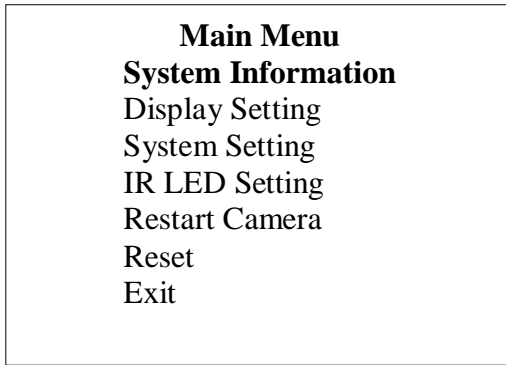 Main Menu
System Information
Display Setting
System Setting
IR LED Setting
Restart Camera
Reset
Exit